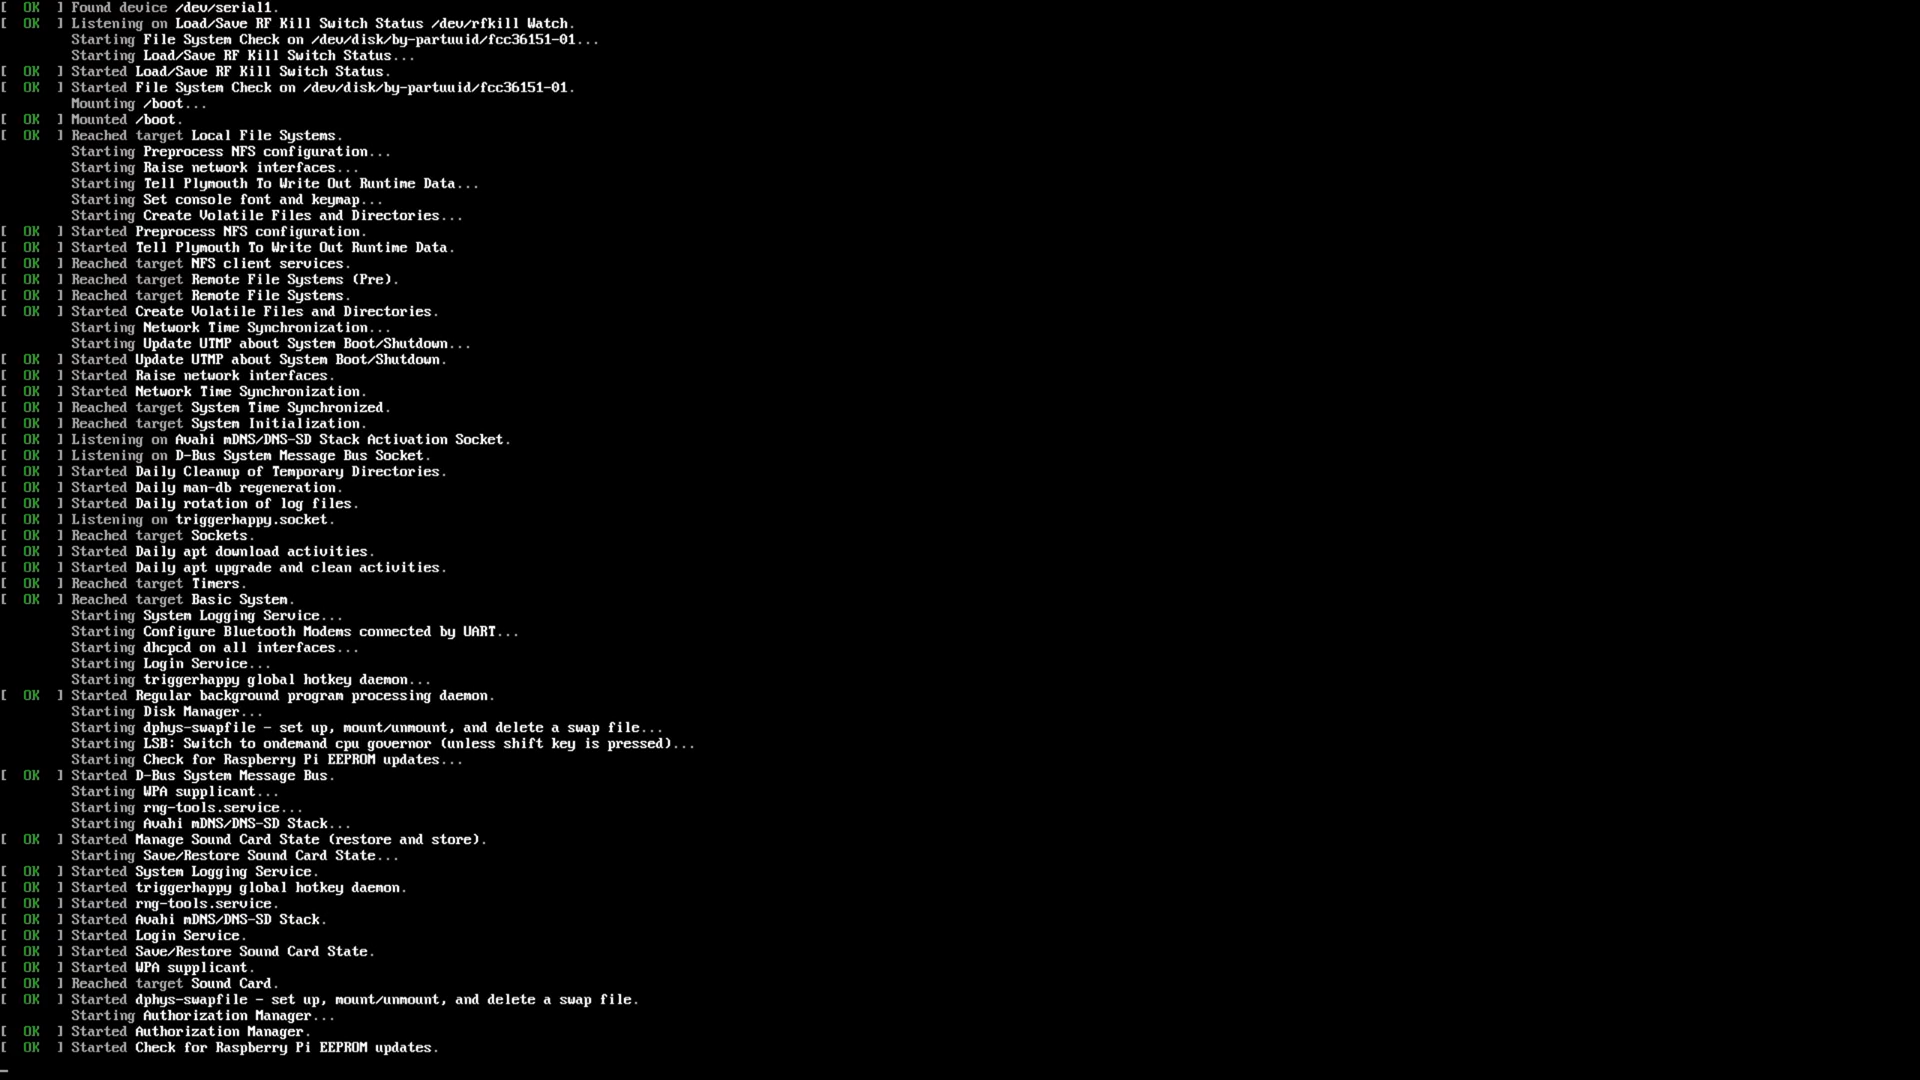 [  OK  ] Found device /dev/serial1.
[  OK  ] Listening on Load/Save RF Kill Switch Status /dev/rfkill Watch.
         Starting File System Check on /dev/disk/by-partuuid/fcc36151-01...
         Starting Load/Save RF Kill Switch Status...
[  OK  ] Started Load/Save RF Kill Switch Status.
[  OK  ] Started File System Check on /dev/disk/by-partuuid/fcc36151-01.
         Mounting /boot...
[  OK  ] Mounted /boot.
[  OK  ] Reached target Local File Systems.
         Starting Preprocess NFS configuration...
         Starting Raise network interfaces...
         Starting Tell Plymouth To Write Out Runtime Data...
         Starting Set console font and keymap...
         Starting Create Volatile Files and Directories...
[  OK  ] Started Preprocess NFS configuration.
[  OK  ] Started Tell Plymouth To Write Out Runtime Data.
[  OK  ] Reached target NFS client services.
[  OK  ] Reached target Remote File Systems (Pre).
[  OK  ] Reached target Remote File Systems.
[  OK  ] Started Create Volatile Files and Directories.
         Starting Network Time Synchronization...
         Starting Update UTMP about System Boot/Shutdown...
[  OK  ] Started Update UTMP about System Boot/Shutdown.
[  OK  ] Started Raise network interfaces.
[  OK  ] Started Network Time Synchronization.
[  OK  ] Reached target System Time Synchronized.
[  OK  ] Reached target System Initialization.
[  OK  ] Listening on Avahi mDNS/DNS-SD Stack Activation Socket.
[  OK  ] Listening on D-Bus System Message Bus Socket.
[  OK  ] Started Daily Cleanup of Temporary Directories.
[  OK  ] Started Daily man-db regeneration.
[  OK  ] Started Daily rotation of log files.
[  OK  ] Listening on triggerhappy.socket.
[  OK  ] Reached target Sockets.
[  OK  ] Started Daily apt download activities.
[  OK  ] Started Daily apt upgrade and clean activities.
[  OK  ] Reached target Timers.
[  OK  ] Reached target Basic System.
         Starting System Logging Service...
         Starting Configure Bluetooth Modems connected by UART...
         Starting dhcpcd on all interfaces...
         Starting Login Service...
         Starting triggerhappy global hotkey daemon...
[  OK  ] Started Regular background program processing daemon.
         Starting Disk Manager...
         Starting dphys-swapfile - set up, mount/unmount, and delete a swap file...
         Starting LSB: Switch to ondemand cpu governor (unless shift key is pressed)...
         Starting Check for Raspberry Pi EEPROM updates...
[  OK  ] Started D-Bus System Message Bus.
         Starting WPA supplicant...
         Starting rng-tools.service...
         Starting Avahi mDNS/DNS-SD Stack...
[  OK  ] Started Manage Sound Card State (restore and store).
         Starting Save/Restore Sound Card State...
[  OK  ] Started System Logging Service.
[  OK  ] Started triggerhappy global hotkey daemon.
[  OK  ] Started rng-tools.service.
[  OK  ] Started Avahi mDNS/DNS-SD Stack.
[  OK  ] Started Login Service.
[  OK  ] Started Save/Restore Sound Card State.
[  OK  ] Started WPA supplicant.
[  OK  ] Reached target Sound Card.
[  OK  ] Started dphys-swapfile - set up, mount/unmount, and delete a swap file.
         Starting Authorization Manager...
[  OK  ] Started Authorization Manager.
[  OK  ] Started Check for Raspberry Pi EEPROM updates.